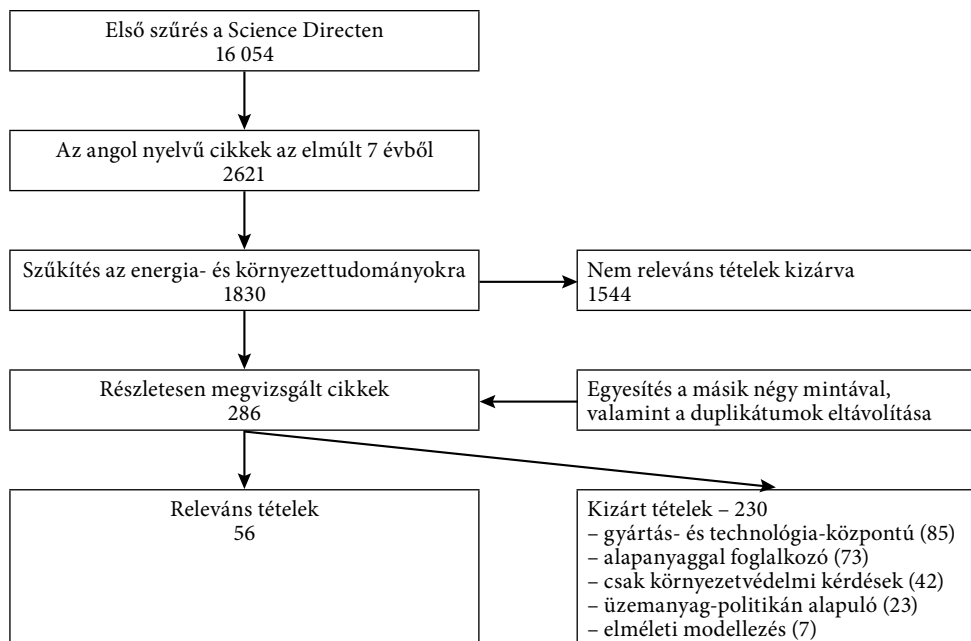 Első szűrés a Science Directen
16 054
Az angol nyelvű cikkek az elmúlt 7 évből
2621
Szűkítés az energia- és környezettudományokra
1830
Nem releváns tételek kizárva
1544
Részletesen megvizsgált cikkek
286
Egyesítés a másik négy mintával,
valamint a duplikátumok eltávolítása
Releváns tételek
56
Kizárt tételek – 230
– gyártás- és technológia-központú (85)
– alapanyaggal foglalkozó (73)
– csak környezetvédelmi kérdések (42)
– üzemanyag-politikán alapuló (23)
– elméleti modellezés (7)